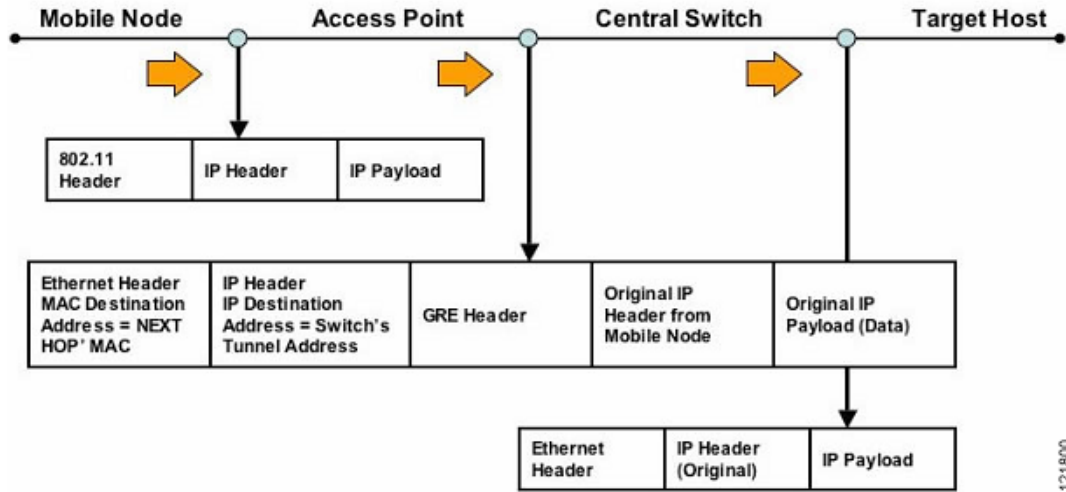 Mobile Node
Access Point
Central Switch
Target Host
802.11
Header
IP Header
IP Payload
Ethernet Header
MAC Destination
Address = NEXT
HOP' MAC
IP Header
IP Destination
Address = Switch's
Tunnel Address
GRE Header
Original IP
Header from
Mobile Node
Original IP
Payload (Data)
Ethernet
Header
IP Header
(Original)
IP Payload
121800